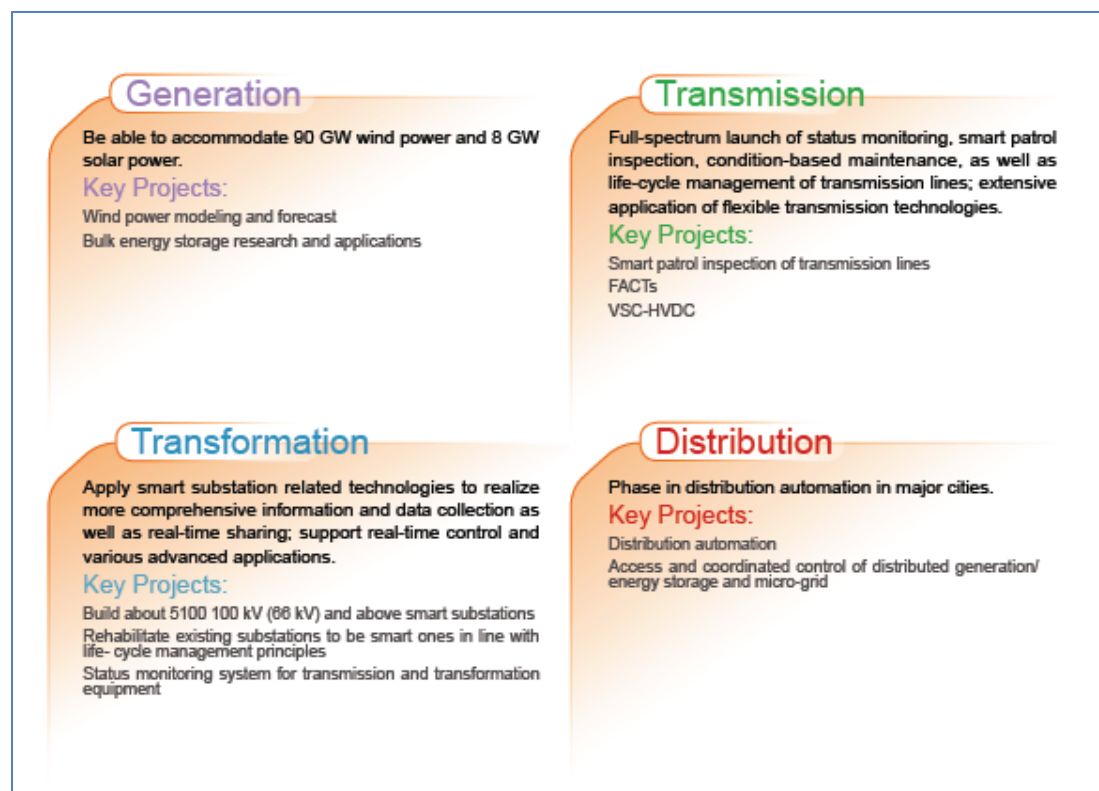 Generation
Be able to accommodate 90 GW wind power and 8 GW
solar power.
Key Projects:
Wind power modeling and forecast
Bulk energy storage research and applications
Transmission
Full-spectrum launch of status monitoring, smart patrol
inspection, condition-based maintenance, as well as
life-cycle management of transmission lines; extensive
application of flexible transmission technologies.
Key Projects:
Smart patrol inspection of transmission lines
FACTs
VSC-HVDC
Transformation
Apply smart substation related technologies to realize
more comprehensive information and data collection as
well as real-time sharing; support real-time control and
various advanced applications.
Key Projects:
Build about 5100 100 kV (66 kV) and above smart substations
Rehabilitate existing substations to be smart ones in line with
life- cycle management principles
Status monitoring system for transmission and transformation
equipment
Distribution
Phase in distribution automation in major cities.
Key Projects:
Distribution automation
Access and coordinated control of distributed generation/
energy storage and micro-grid